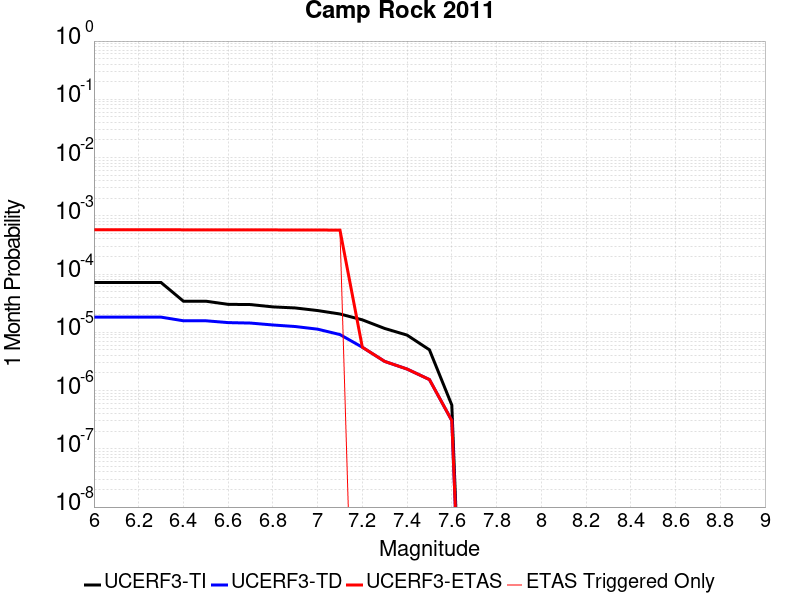 Camp Rock 2011
10^0
10^-1
10^-2
10^-3
10^-4
10^-5
10^-6
10^-7
10^-8
1 Month Probability
6 6.2 6.4 6.6 6.8 7 7.2 7.4 7.6 7.8 8 8.2 8.4 8.6 8.8 9
Magnitude
UCERF3-TI UCERF3-TD UCERF3-ETAS ETAS Triggered Only